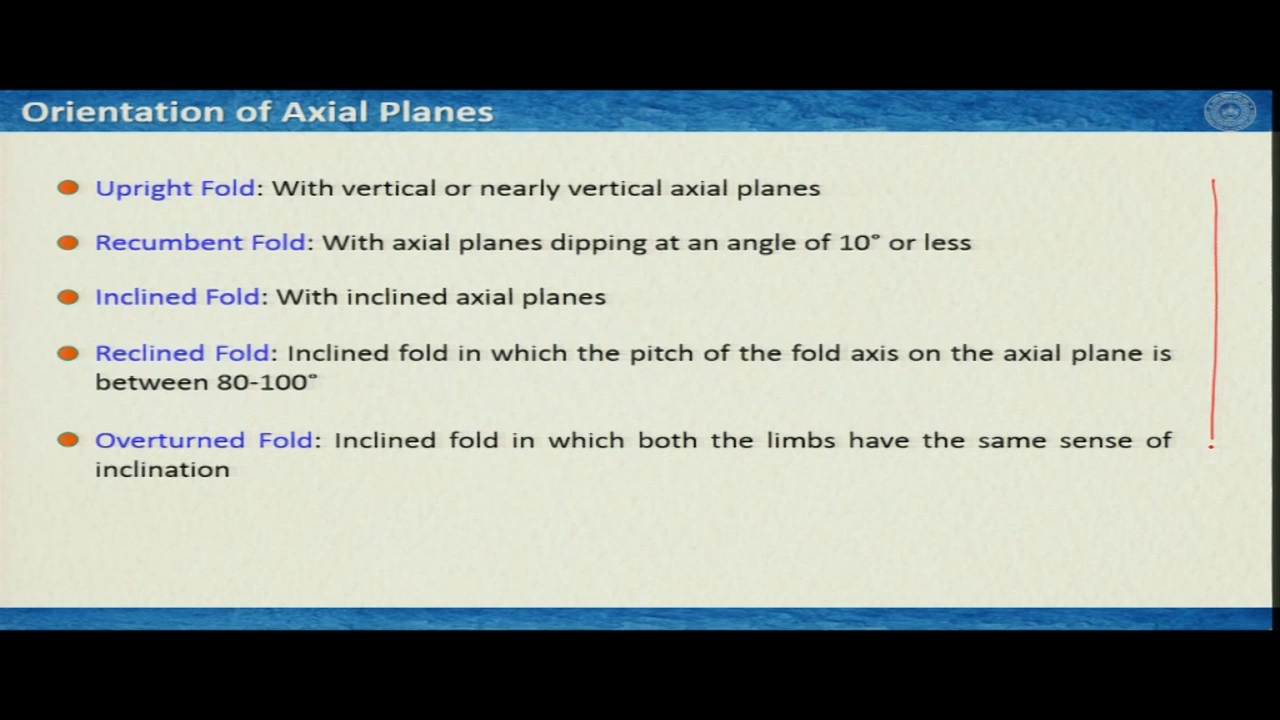 Orientation of Axial Planes
Upright Fold: With vertical or nearly vertical axial planes
Recumbent Fold: With axial planes dipping at an angle of 10° or less
Inclined Fold: With inclined axial planes
Reclined Fold: Inclined fold in which the pitch of the fold axis on the axial plane is
between 80-100°
Overturned Fold: Inclined fold in which both the limbs have the same sense of
inclination